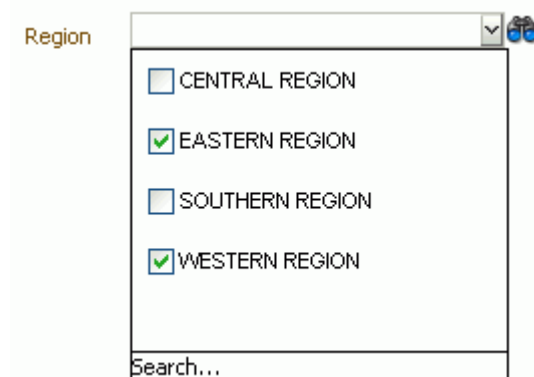 Region
CENTRAL REGION
EASTERN REGION
SOUTHERN REGION
WESTERN REGION
Search...